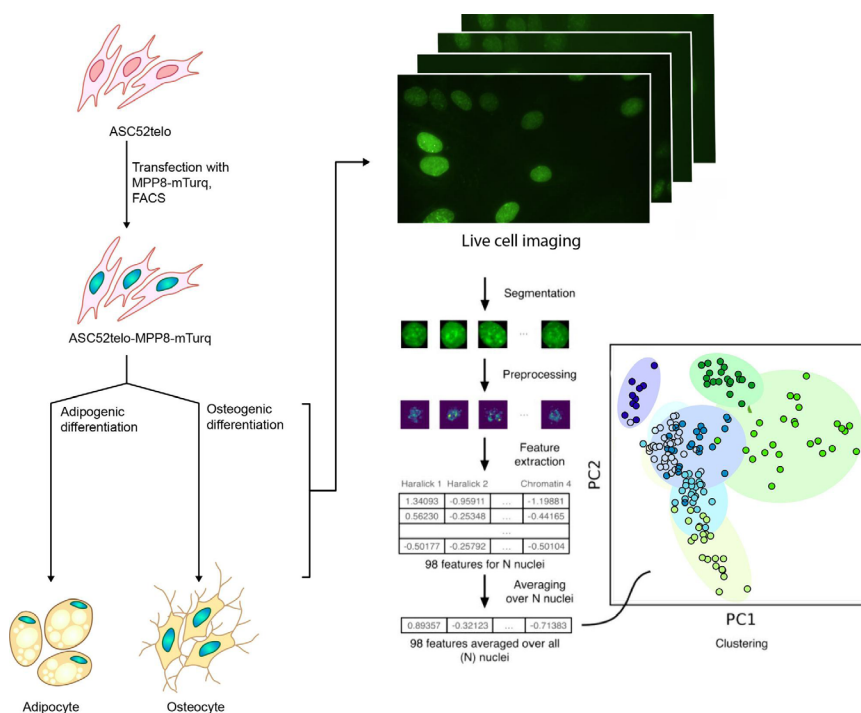 ASC52telo
Transfection with
MPP8-mTurq,
FACS
ASC52telo-MPP8-mTurq
Adipogenic
differentiation
Osteogenic
differentiation
Adipocyte
Osteocyte
Live cell imaging
Segmentation
...
Preprocessing
...
Feature
extraction
Haralick 1 Haralick 2 Chromatin 4
1.34093 -0.95911 ... -1.19881
0.56230 -0.25348 ... -0.44165
...
-0.50177 -0.25792 ... -0.50104
98 features for N nuclei
Averaging
over N nuclei
0.89357 -0.32123 ... -0.71383
98 features averaged over all
(N) nuclei
PC2
PC1
Clustering